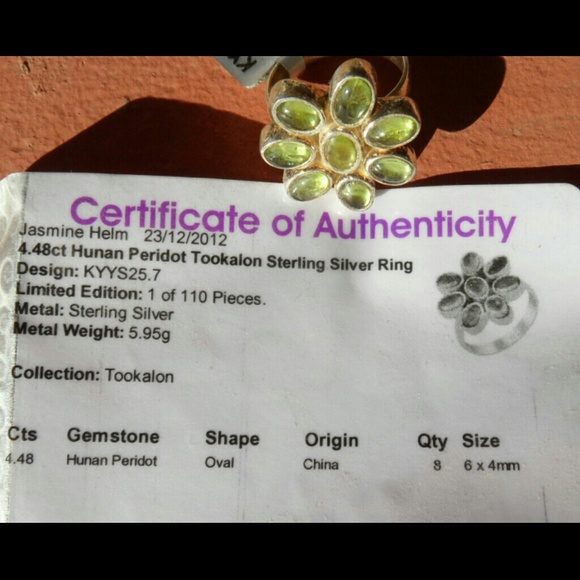 Certificate of Authenticity
Jasmine Helm 23/12/2012
4.48ct Hunan Peridot Tookalon Sterling Silver Ring
Design: KYYS25.7
Limited Edition: 1 of 110 Pieces.
Metal: Sterling Silver
Metal Weight: 5.95g
Collection: Tookalon
Cts Gemstone Shape Origin Qty Size
4.48 Hunan Peridot Oval China 8 6 x 4mm